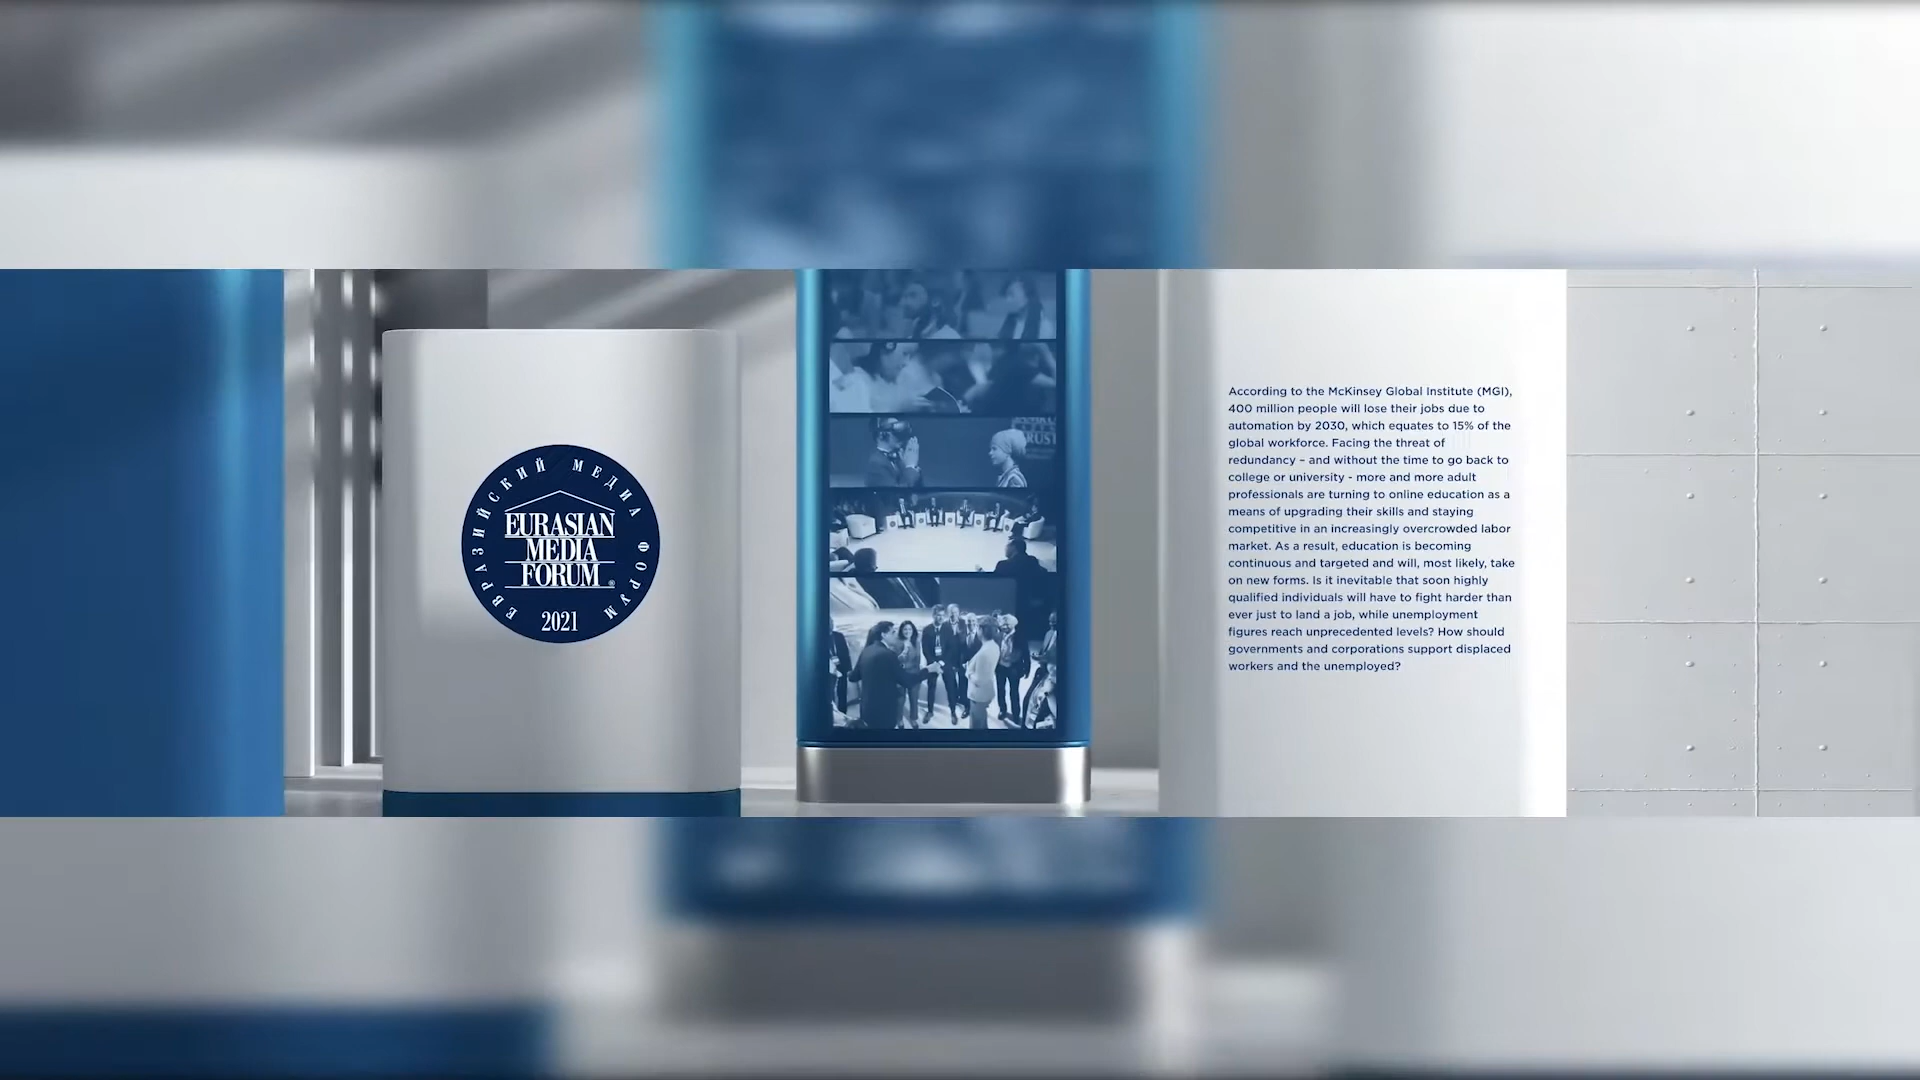 ЕВРАЗИЙСКИЙ МЕДИА ФОРУМ
EURASIAN
MEDIA
FORUM ®
2021
RUST
According to the McKinsey Global Institute (MGI),
400 million people will lose their jobs due to
automation by 2030, which equates to 15% of the
global workforce. Facing the threat of
redundancy – and without the time to go back to
college or university - more and more adult
professionals are turning to online education as a
means of upgrading their skills and staying
competitive in an increasingly overcrowded labor
market. As a result, education is becoming
continuous and targeted and will, most likely, take
on new forms. Is it inevitable that soon highly
qualified individuals will have to fight harder than
ever just to land a job, while unemployment
figures reach unprecedented levels? How should
governments and corporations support displaced
workers and the unemployed?